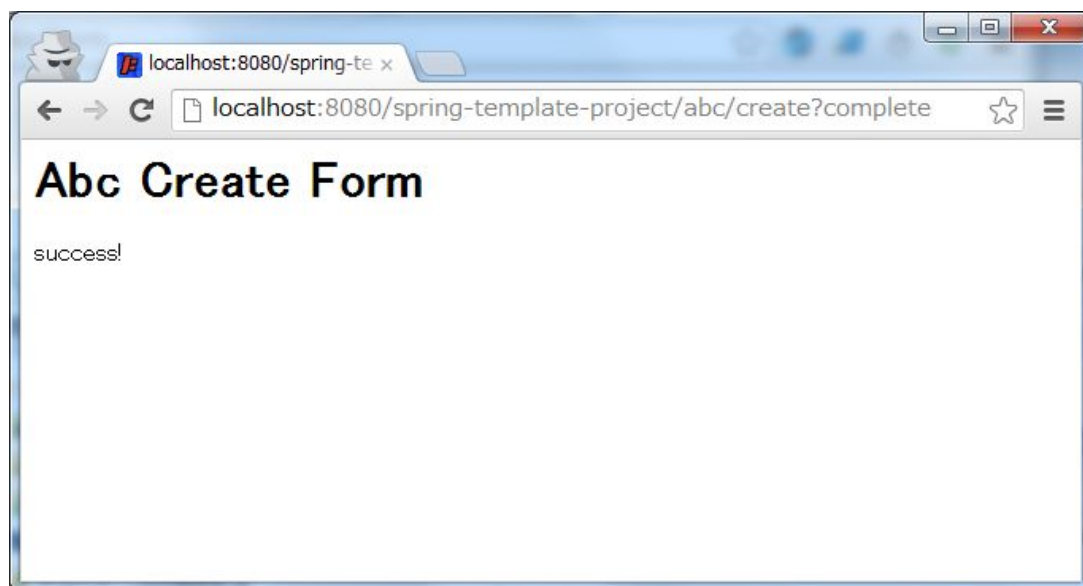 localhost:8080/spring-te
localhost:8080/spring-template-project/abc/create?complete
Abc Create Form
success!